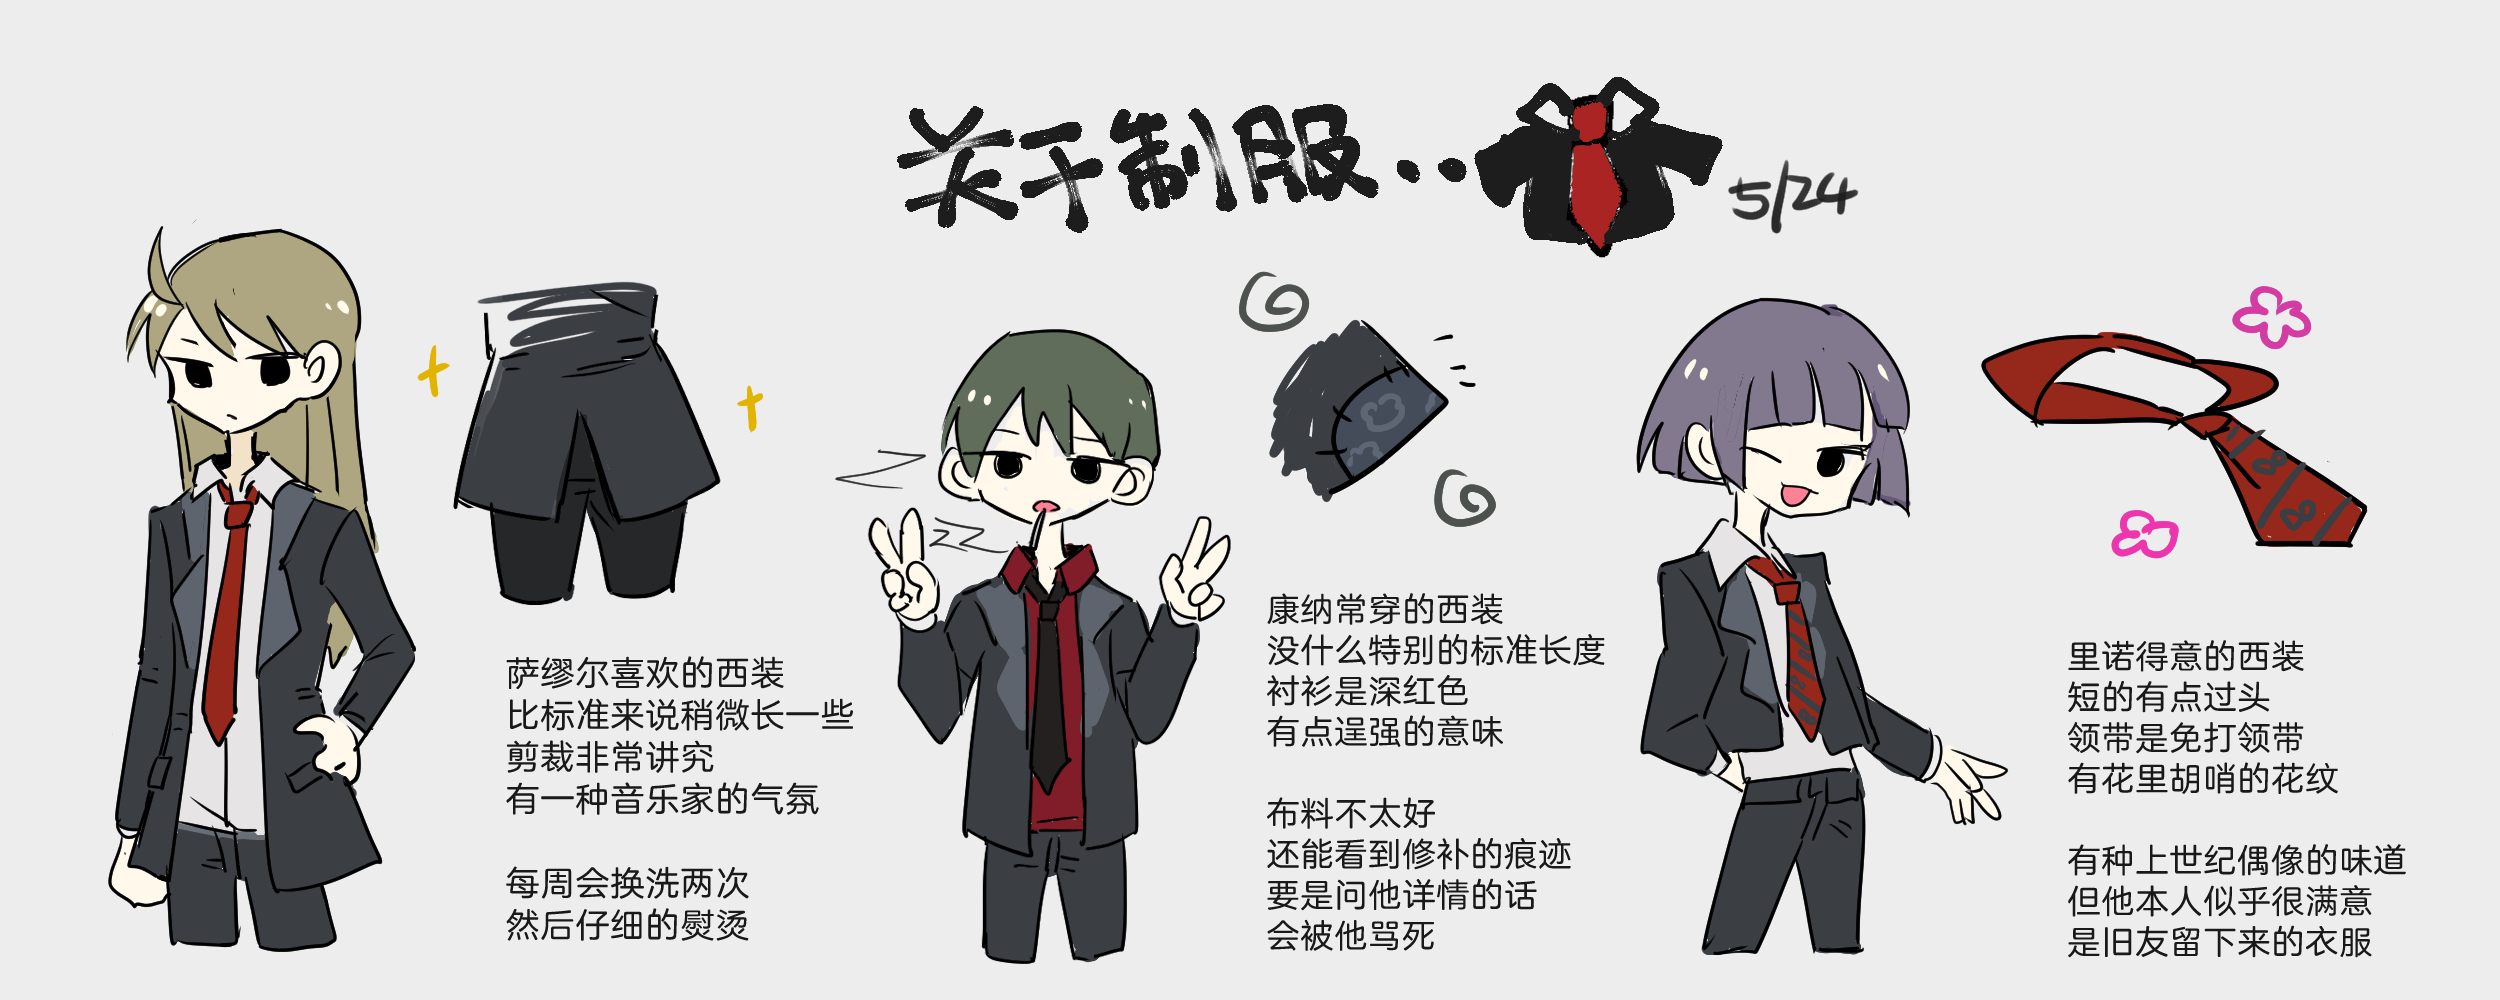 关于制服…
5/24
萨缪尔喜欢的西装
比标准来说稍微长一些
剪裁非常讲究
有一种音乐家的气氛
每周会换洗两次
然后仔细的熨烫
康纳常穿的西装
没什么特别的标准长度
衬衫是深红色
有点逞强的意味
布料不太好
还能看到修补的痕迹
要是问他详情的话
会被他骂死
里诺得意的西装
短的有点过头
领带是免打领带
有花里胡哨的花纹
有种上世纪偶像的味道
但他本人似乎很满意
是旧友留下来的衣服